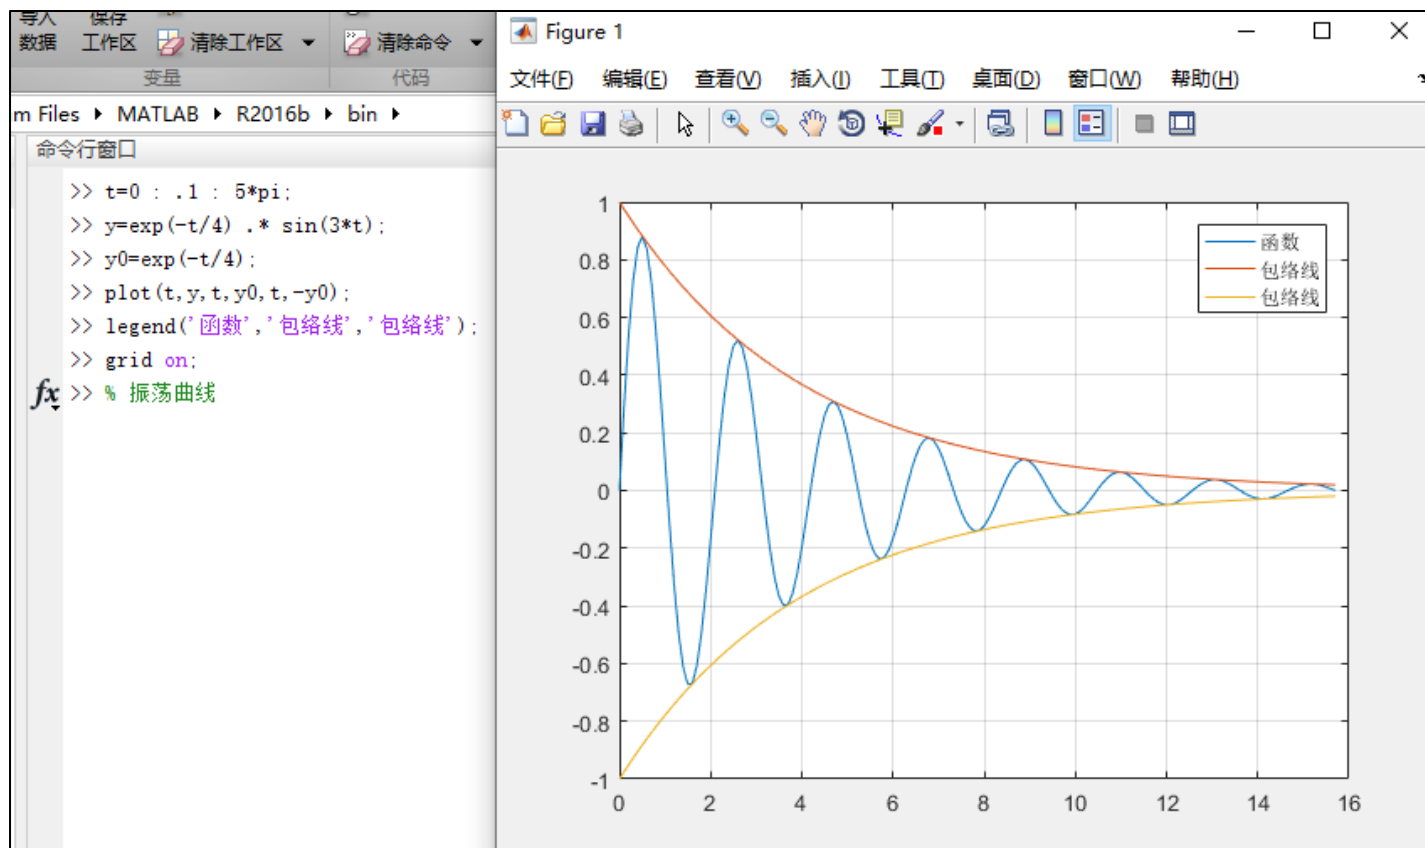 导入 保存
数据 工作区 清除工作区 清除命令
变量 代码
m Files MATLAB R2016b bin
命令行窗口
>> t=0 : .1 : 5*pi;
>> y=exp(-t/4) .* sin(3*t);
>> y0=exp(-t/4);
>> plot(t,y,t,y0,t,-y0);
>> legend('函数','包络线','包络线');
>> grid on;
fx >> % 振荡曲线
Figure 1
文件(F) 编辑(E) 查看(V) 插入(I) 工具(T) 桌面(D) 窗口(W) 帮助(H)
函数
包络线
包络线
1
0.8
0.6
0.4
0.2
0
-0.2
-0.4
-0.6
-0.8
-1
0 2 4 6 8 10 12 14 16